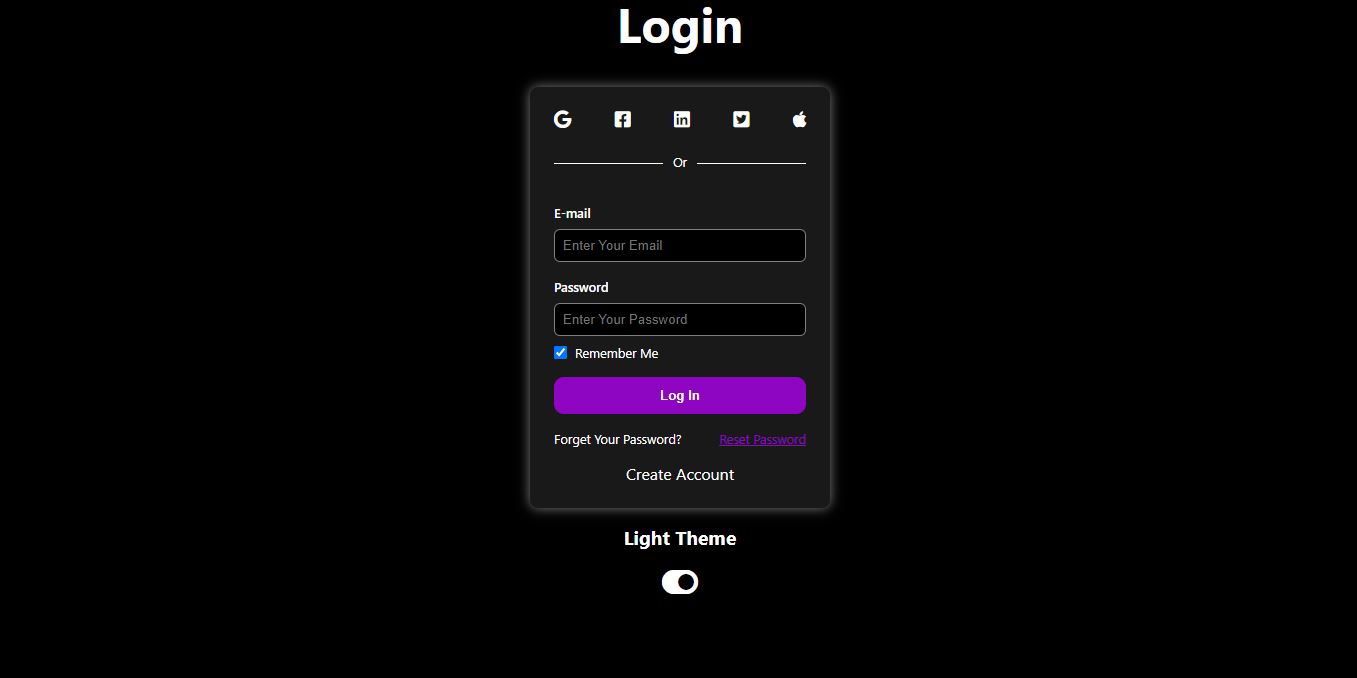 Login
Or
E-mail
Enter Your Email
Password
Enter Your Password
Remember Me
Log In
Forget Your Password? Reset Password
Create Account
Light Theme